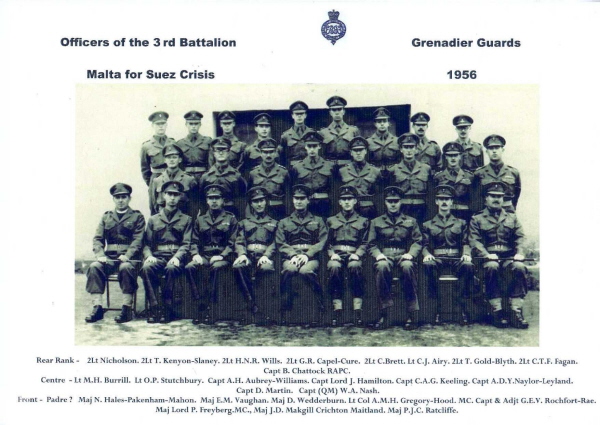 Officers of the 3rd Battalion
Grenadier Guards
Malta for Suez Crisis
1956
Rear Rank - 2Lt Nicholson. 2Lt T. Kenyon-Slaney. 2Lt H.N.R. Wills. 2Lt G.R. Capel-Cure. 2Lt C.Brett. Lt C.J. Airy. 2Lt T. Gold-Blyth. 2Lt C.T.F. Fagan.
Capt B. Chattock RAPC.
Centre - Lt M.H. Burrill. Lt O.P. Stutchbury. Capt A.H. Aubrey-Williams. Capt Lord J. Hamilton. Capt C.A.G. Keeling. Capt A.D.Y.Naylor-Leyland.
Capt D. Martin. Capt (QM) W.A. Nash.
Front - Padre ? Maj N. Hales-Pakenham-Mahon. Maj E.M. Vaughan. Maj D. Wedderburn. Lt Col A.M.H. Gregory-Hood. MC. Capt & Adjt G.E.V. Rochfort-Rae.
Maj Lord P. Freyberg.MC., Maj J.D. Makgill Crichton Maitland. Maj P.J.C. Ratcliffe.